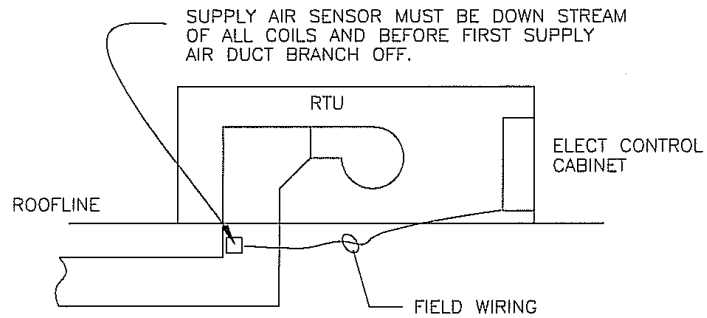 SUPPLY AIR SENSOR MUST BE DOWN STREAM
OF ALL COILS AND BEFORE FIRST SUPPLY
AIR DUCT BRANCH OFF.
RTU
ELECT CONTROL
CABINET
ROOFLINE
FIELD WIRING